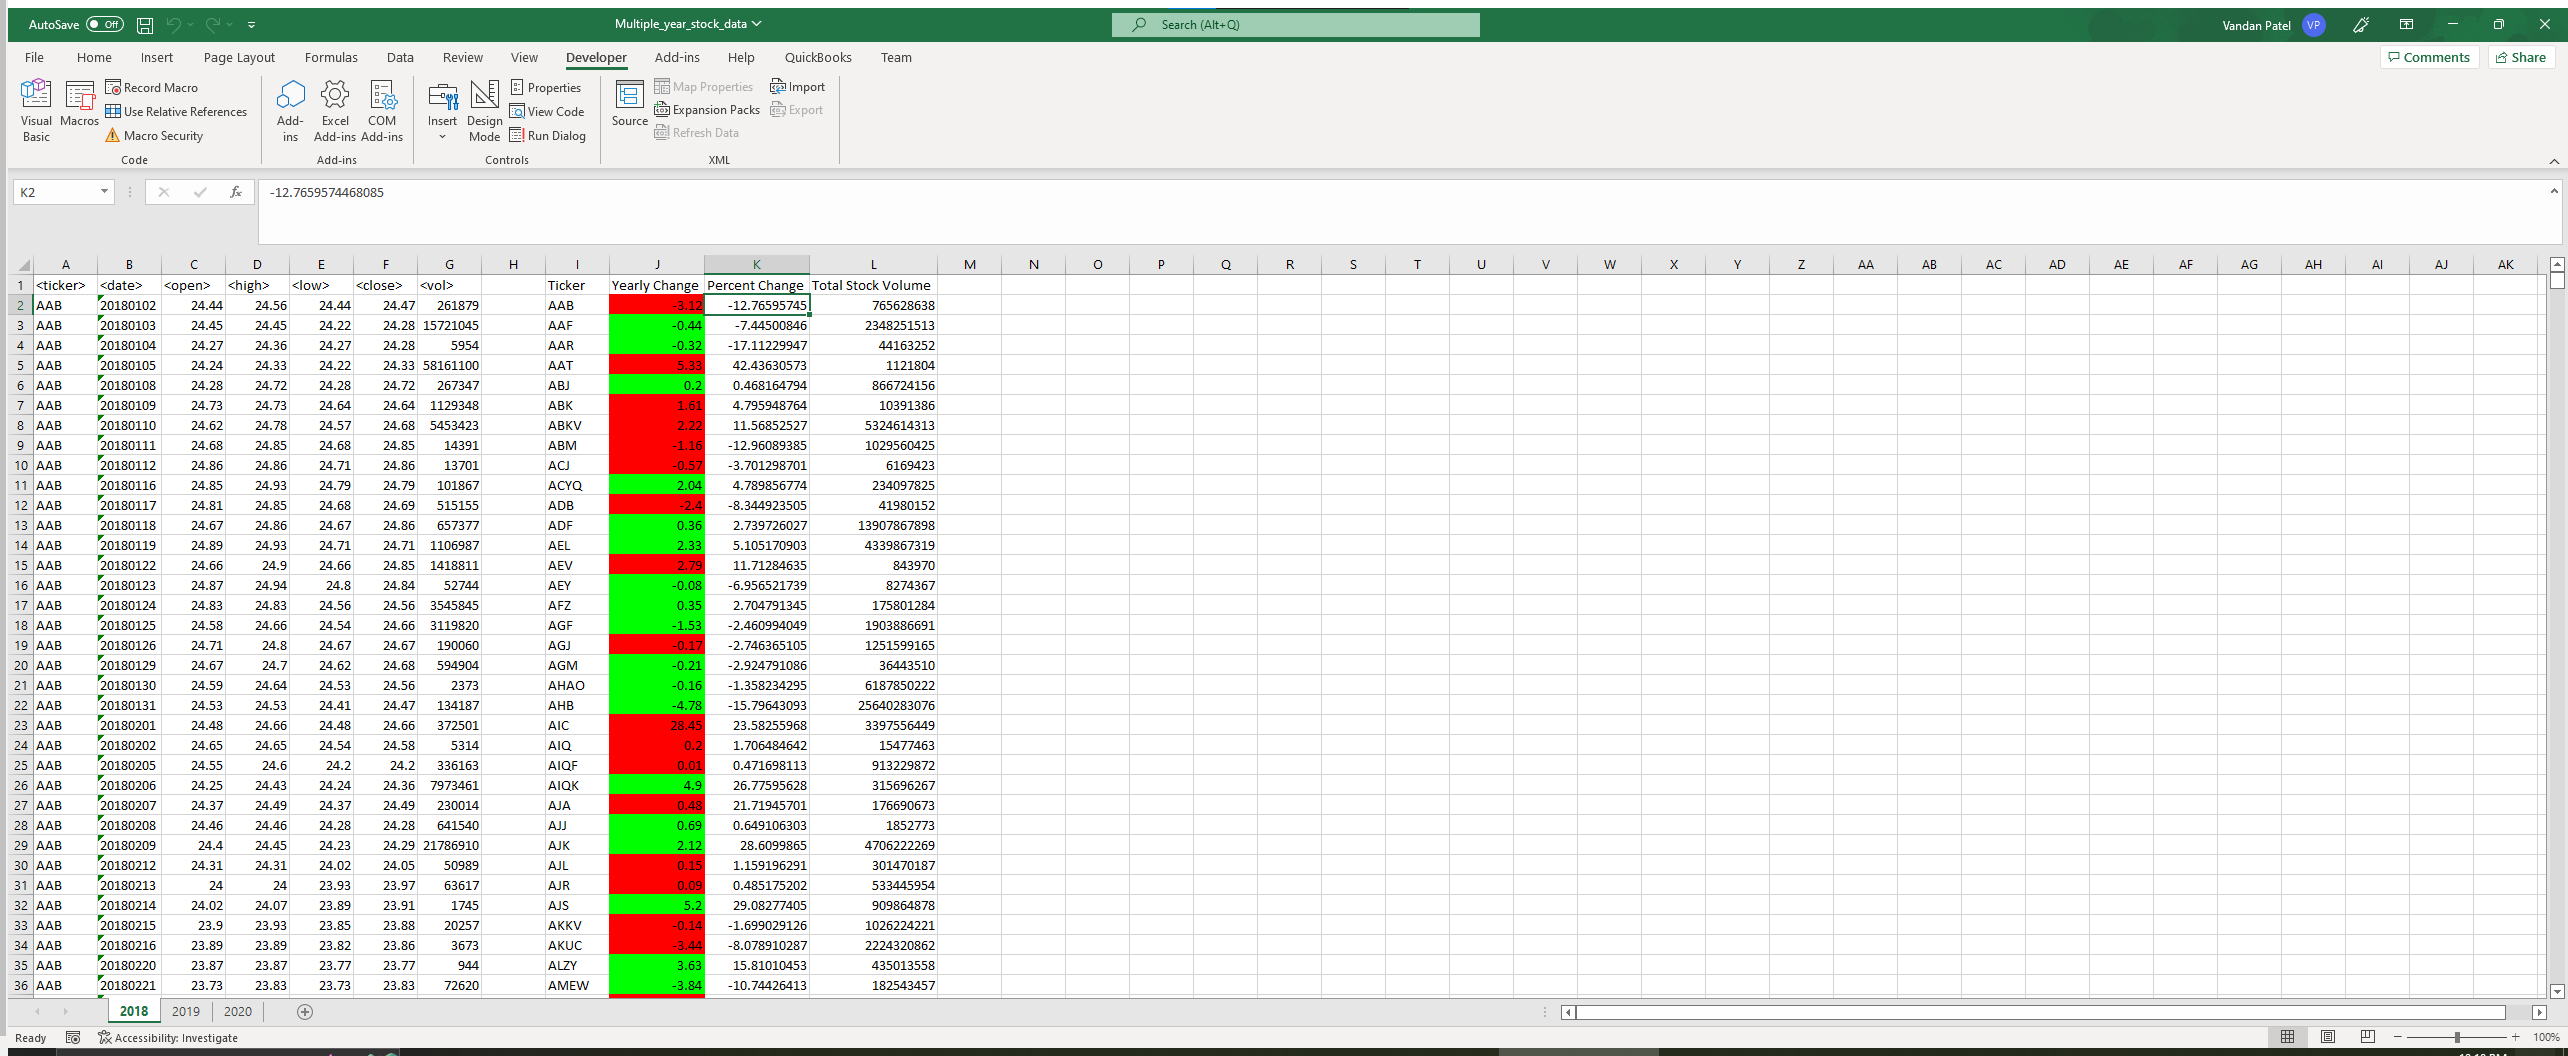 AutoSave Off Multiple_year_stock_data Search (Alt+Q) Vandan Patel VP
File Home Insert Page Layout Formulas Data Review View Developer Add-ins Help QuickBooks Team Comments Share
Visual Basic
Macros
Record Macro
Use Relative References
Macro Security
Code
Add-ins
Excel Add-ins
COM Add-ins
Add-ins
Insert
Design Mode
Properties
View Code
Run Dialog
Controls
Source
Map Properties
Expansion Packs
Refresh Data
Import
Export
XML
K2 fx -12.7659574468085
A B C D E F G H I J K L M N O P Q R S T U V W X Y Z AA AB AC AD AE AF AG AH AI AJ AK
1 <ticker> <date> <open> <high> <low> <close> <vol> Ticker Yearly Change Percent Change Total Stock Volume
2 AAB 20180102 24.44 24.56 24.44 24.47 261879 AAB -3.12 -12.76595745 765628638
3 AAB 20180103 24.45 24.45 24.22 24.28 15721045 AAF -0.44 -7.44500846 2348251513
4 AAB 20180104 24.27 24.36 24.27 24.28 5954 AAR -0.32 -17.11229947 44163252
5 AAB 20180105 24.24 24.33 24.22 24.33 58161100 AAT 5.33 42.43630573 1121804
6 AAB 20180108 24.28 24.72 24.28 24.72 267347 ABJ 0.2 0.468164794 866724156
7 AAB 20180109 24.73 24.73 24.64 24.64 1129348 ABK 1.61 4.795948764 10391386
8 AAB 20180110 24.62 24.78 24.57 24.68 5453423 ABKV 2.22 11.56852527 5324614313
9 AAB 20180111 24.68 24.85 24.68 24.85 14391 ABM -1.16 -12.96089385 1029560425
10 AAB 20180112 24.86 24.86 24.71 24.86 13701 ACJ -0.57 -3.701298701 6169423
11 AAB 20180116 24.85 24.93 24.79 24.79 101867 ACYQ 2.04 4.789856774 234097825
12 AAB 20180117 24.81 24.85 24.68 24.69 515155 ADB -2.4 -8.344923505 41980152
13 AAB 20180118 24.67 24.86 24.67 24.86 657377 ADF 0.36 2.739726027 13907867898
14 AAB 20180119 24.89 24.93 24.71 24.71 1106987 AEL 2.33 5.105170903 4339867319
15 AAB 20180122 24.66 24.9 24.66 24.85 1418811 AEV 2.79 11.71284635 843970
16 AAB 20180123 24.87 24.94 24.8 24.84 52744 AEY -0.08 -6.956521739 8274367
17 AAB 20180124 24.83 24.83 24.56 24.56 3545845 AFZ 0.35 2.704791345 175801284
18 AAB 20180125 24.58 24.66 24.54 24.66 3119820 AGF -1.53 -2.460994049 1903886691
19 AAB 20180126 24.71 24.8 24.67 24.67 190060 AGJ -0.17 -2.746365105 1251599165
20 AAB 20180129 24.67 24.7 24.62 24.68 594904 AGM -0.21 -2.924791086 36443510
21 AAB 20180130 24.59 24.64 24.53 24.56 2373 AHAO -0.16 -1.358234295 6187850222
22 AAB 20180131 24.53 24.53 24.41 24.47 134187 AHB -4.78 -15.79643093 25640283076
23 AAB 20180201 24.48 24.66 24.48 24.66 372501 AIC 28.45 23.58255968 3397556449
24 AAB 20180202 24.65 24.65 24.54 24.58 5314 AIQ 0.2 1.706484642 15477463
25 AAB 20180205 24.55 24.6 24.2 24.2 336163 AIQF 0.01 0.471698113 913229872
26 AAB 20180206 24.25 24.43 24.24 24.36 7973461 AIQK 4.9 26.77595628 315696267
27 AAB 20180207 24.37 24.49 24.37 24.49 230014 AJA 0.48 21.71945701 176690673
28 AAB 20180208 24.46 24.46 24.28 24.28 641540 AJJ 0.69 0.649106303 1852773
29 AAB 20180209 24.4 24.45 24.23 24.29 21786910 AJK 2.12 28.6099865 4706222269
30 AAB 20180212 24.31 24.31 24.02 24.05 50989 AJL 0.15 1.159196291 301470187
31 AAB 20180213 24 24 23.93 23.97 63617 AJR 0.09 0.485175202 533445954
32 AAB 20180214 24.02 24.07 23.89 23.91 1745 AJS 5.2 29.08277405 909864878
33 AAB 20180215 23.9 23.93 23.85 23.88 20257 AKKV -0.14 -1.699029126 1026224221
34 AAB 20180216 23.89 23.89 23.82 23.86 3673 AKUC -3.44 -8.078910287 2224320862
35 AAB 20180220 23.87 23.87 23.77 23.77 944 ALZY 3.63 15.81010453 435013558
36 AAB 20180221 23.73 23.83 23.73 23.83 72620 AMEW -3.84 -10.74426413 182543457
2018 2019 2020
Ready Accessibility: Investigate 100%